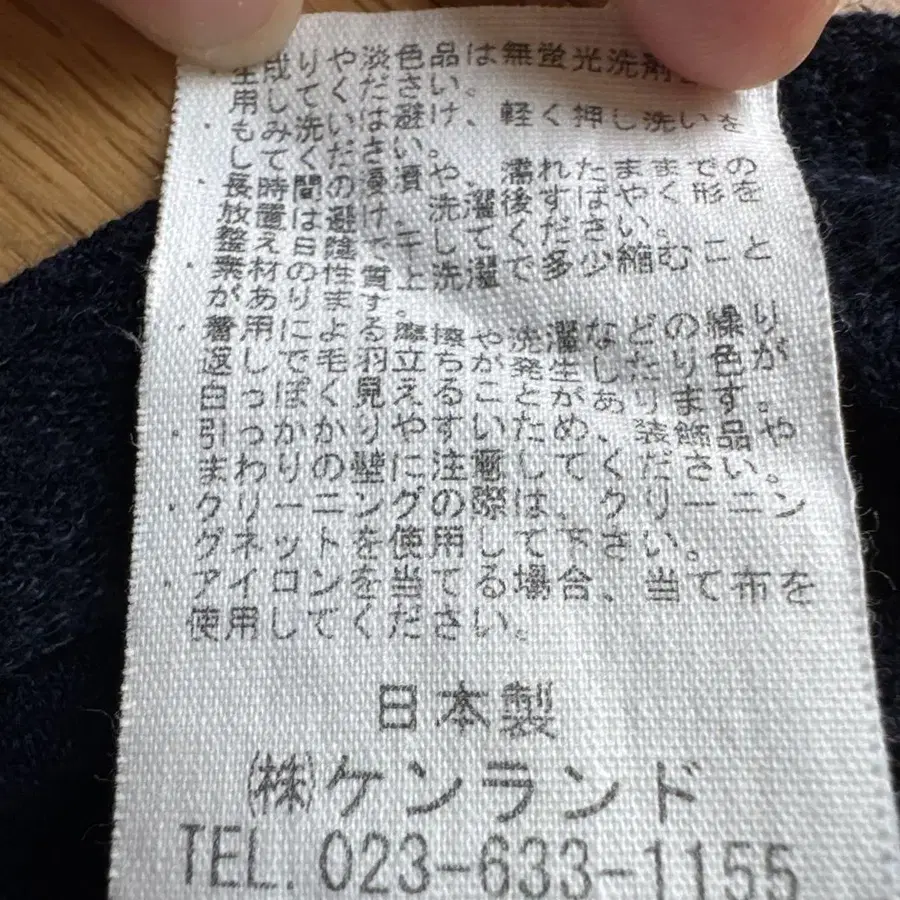 ・生成りや淡色品は無蛍光洗剤
用してください。
・もみ洗いは避け、軽く押し洗いを
してください。
・長時間の浸漬や、濡れたままでの
放置は避け、洗濯後すばやく形を
整え日陰干してください。
・素材の性質上洗濯で多少縮むこと
があります。
・着用による摩擦や洗濯などの繰り
返しで毛羽立ちが発生したり色が
白っぽく見えることがあります。
・引っかかりやすいため、装飾品や
まわりの壁に注意してください。
・クリーニングの際は、クリーニン
グネットを使用して下さい。
・アイロンを当てる場合、当て布を
使用してください。
日本製
㈱ケンランド
TEL. 023-633-1155